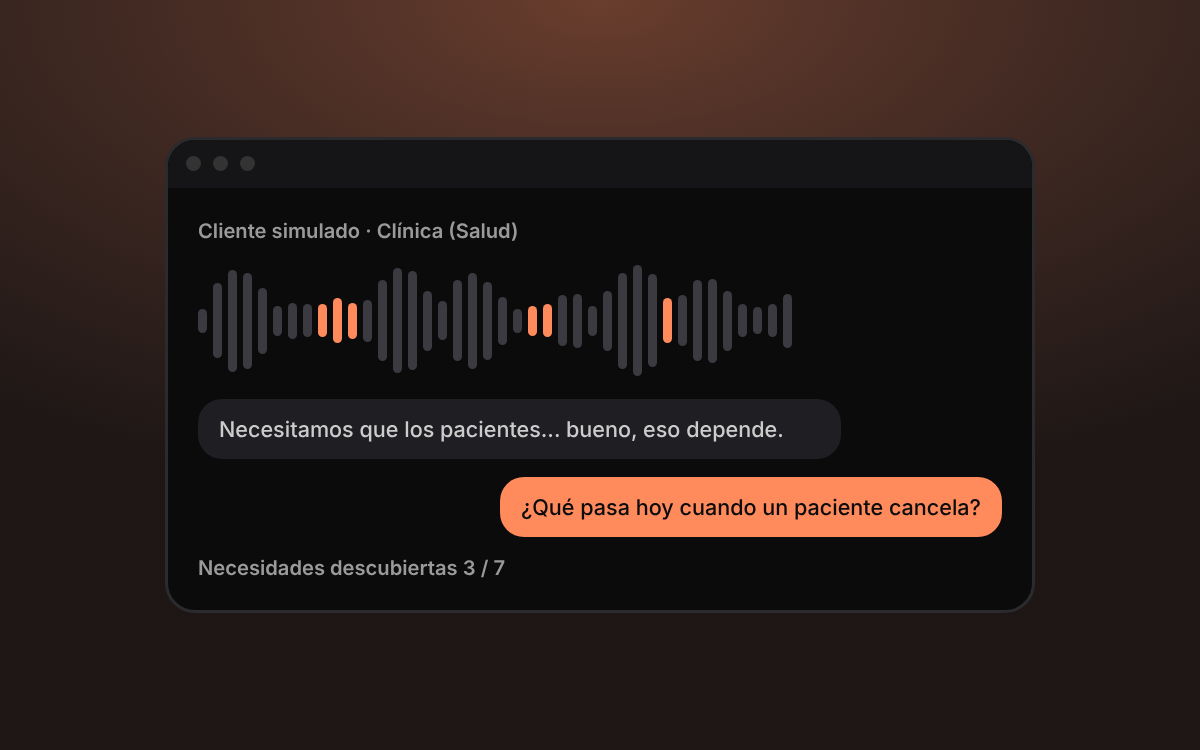 Cliente simulado · Clínica (Salud)
Necesitamos que los pacientes... bueno, eso depende.
¿Qué pasa hoy cuando un paciente cancela?
Necesidades descubiertas 3 / 7